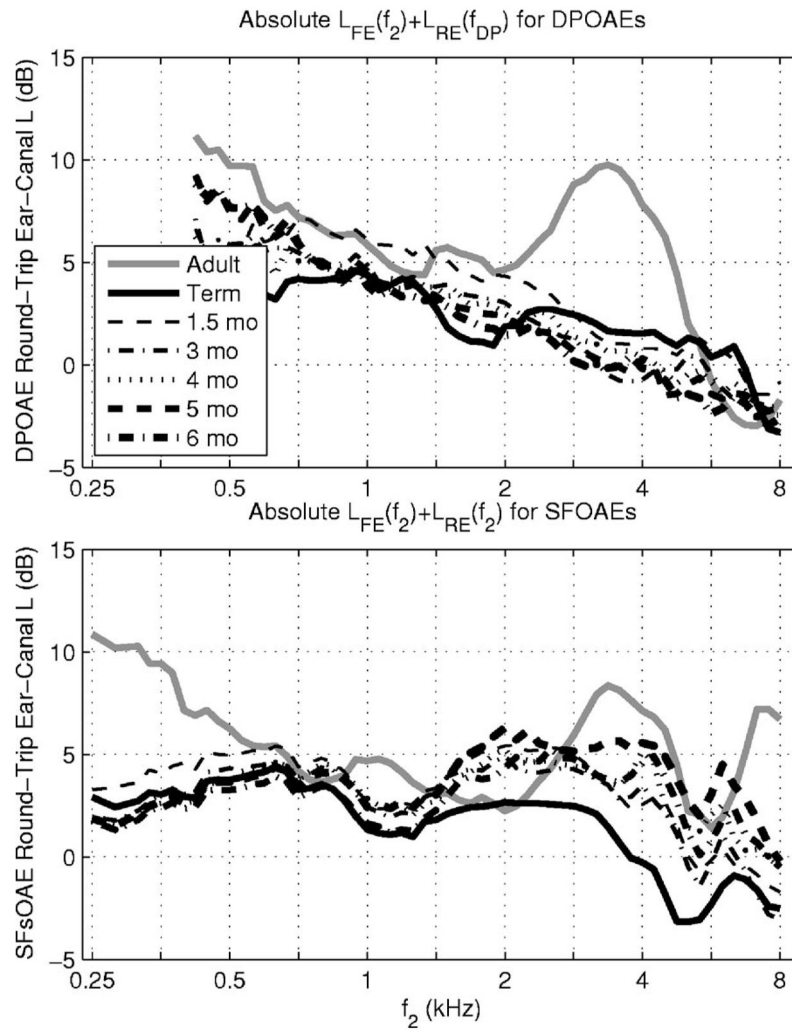 Absolute L_FE(f_2)+L_RE(f_DP) for DPOAEs
DPOAE Round-Trip Ear-Canal L (dB)
15
10
5
0
−5
Adult
Term
1.5 mo
3 mo
4 mo
5 mo
6 mo
0.25 0.5 1 2 4 8
Absolute L_FE(f_2)+L_RE(f_2) for SFOAEs
SFsOAE Round-Trip Ear-Canal L (dB)
15
10
5
0
−5
0.25 0.5 1 2 4 8
f_2 (kHz)